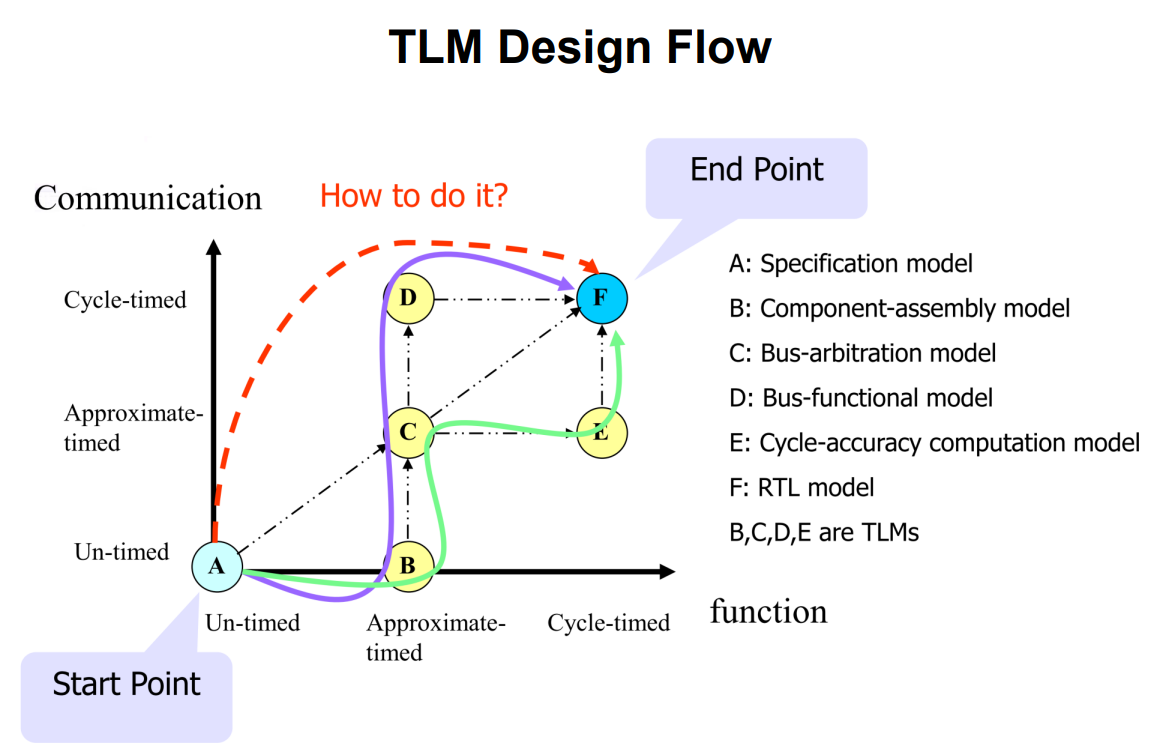 TLM Design Flow
End Point
Communication
How to do it?
A: Specification model
Cycle-timed
D
F
B: Component-assembly model
C: Bus-arbitration model
D: Bus-functional model
Approximate-
timed
C
E
E: Cycle-accuracy computation model
F: RTL model
B,C,D,E are TLMs
Un-timed
A
B
function
Un-timed
Approximate-
timed
Cycle-timed
Start Point